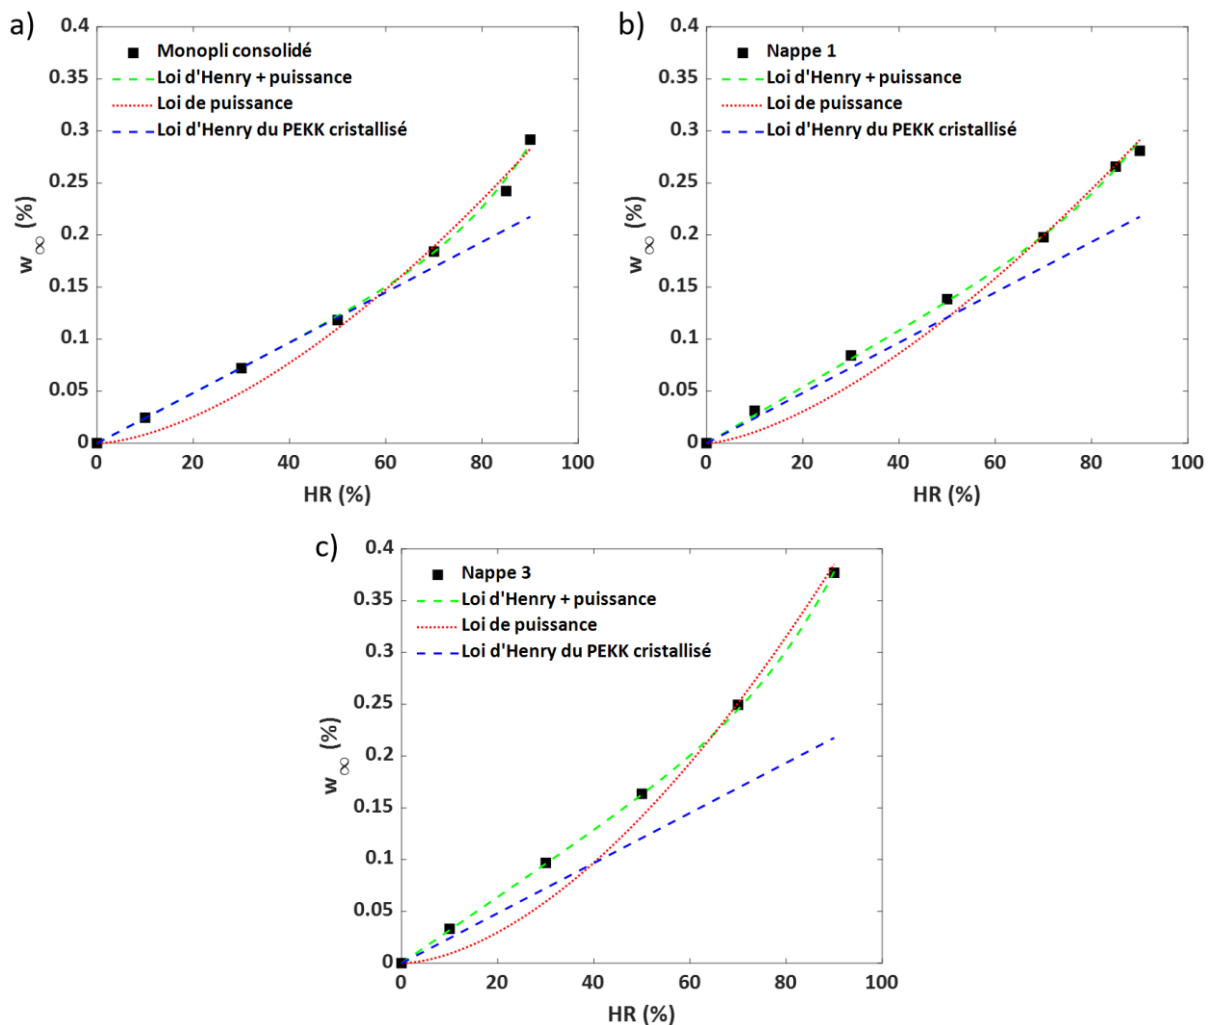 a)
0.4
0.35
0.3
0.25
0.2
0.15
0.1
0.05
0
w∞ (%)
Monopli consolidé
Loi d'Henry + puissance
Loi de puissance
Loi d'Henry du PEKK cristallisé
0 20 40 60 80 100
HR (%)
b)
0.4
0.35
0.3
0.25
0.2
0.15
0.1
0.05
0
w∞ (%)
Nappe 1
Loi d'Henry + puissance
Loi de puissance
Loi d'Henry du PEKK cristallisé
0 20 40 60 80 100
HR (%)
c)
0.4
0.35
0.3
0.25
0.2
0.15
0.1
0.05
0
w∞ (%)
Nappe 3
Loi d'Henry + puissance
Loi de puissance
Loi d'Henry du PEKK cristallisé
0 20 40 60 80 100
HR (%)